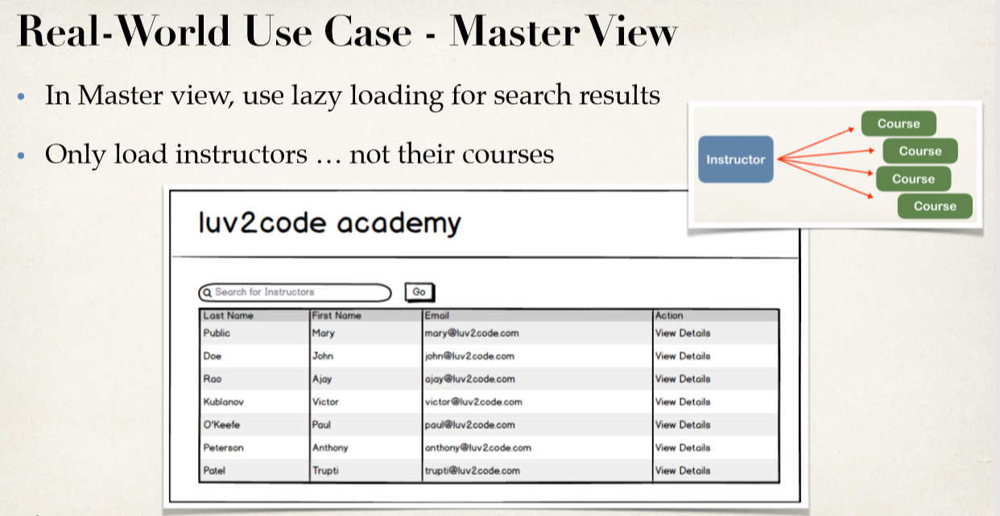 Real-World Use Case - Master View
• In Master view, use lazy loading for search results
• Only load instructors … not their courses
Instructor
Course
Course
Course
Course
luv2code academy
Search for Instructors Go
Last Name First Name Email Action
Public Mary mary@luv2code.com View Details
Doe John john@luv2code.com View Details
Rao Ajay ajay@luv2code.com View Details
Kublanov Victor victor@luv2code.com View Details
O'Keefe Paul paul@luv2code.com View Details
Peterson Anthony anthony@luv2code.com View Details
Patel Trupti trupti@luv2code.com View Details